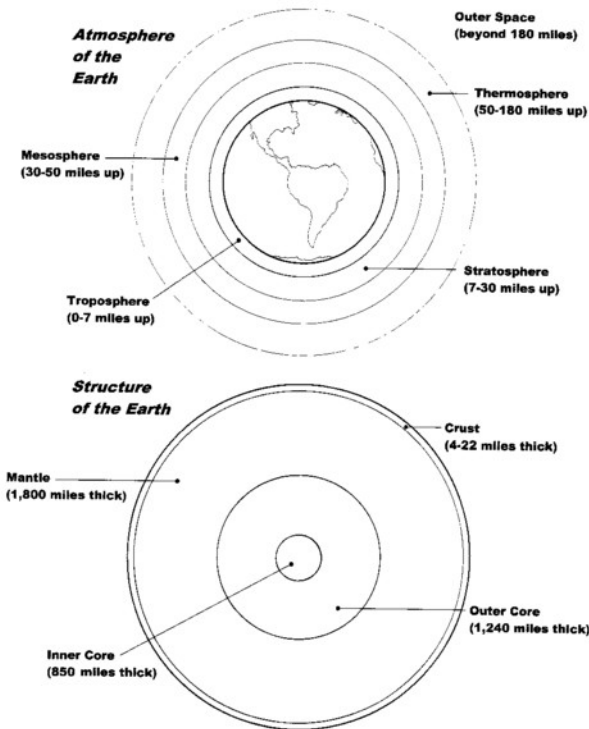 Atmosphere
of the
Earth
Outer Space
(beyond 180 miles)
Thermosphere
(50-180 miles up)
Mesosphere
(30-50 miles up)
Stratosphere
(7-30 miles up)
Troposphere
(0-7 miles up)
Structure
of the Earth
Crust
(4-22 miles thick)
Mantle
(1,800 miles thick)
Outer Core
(1,240 miles thick)
Inner Core
(850 miles thick)